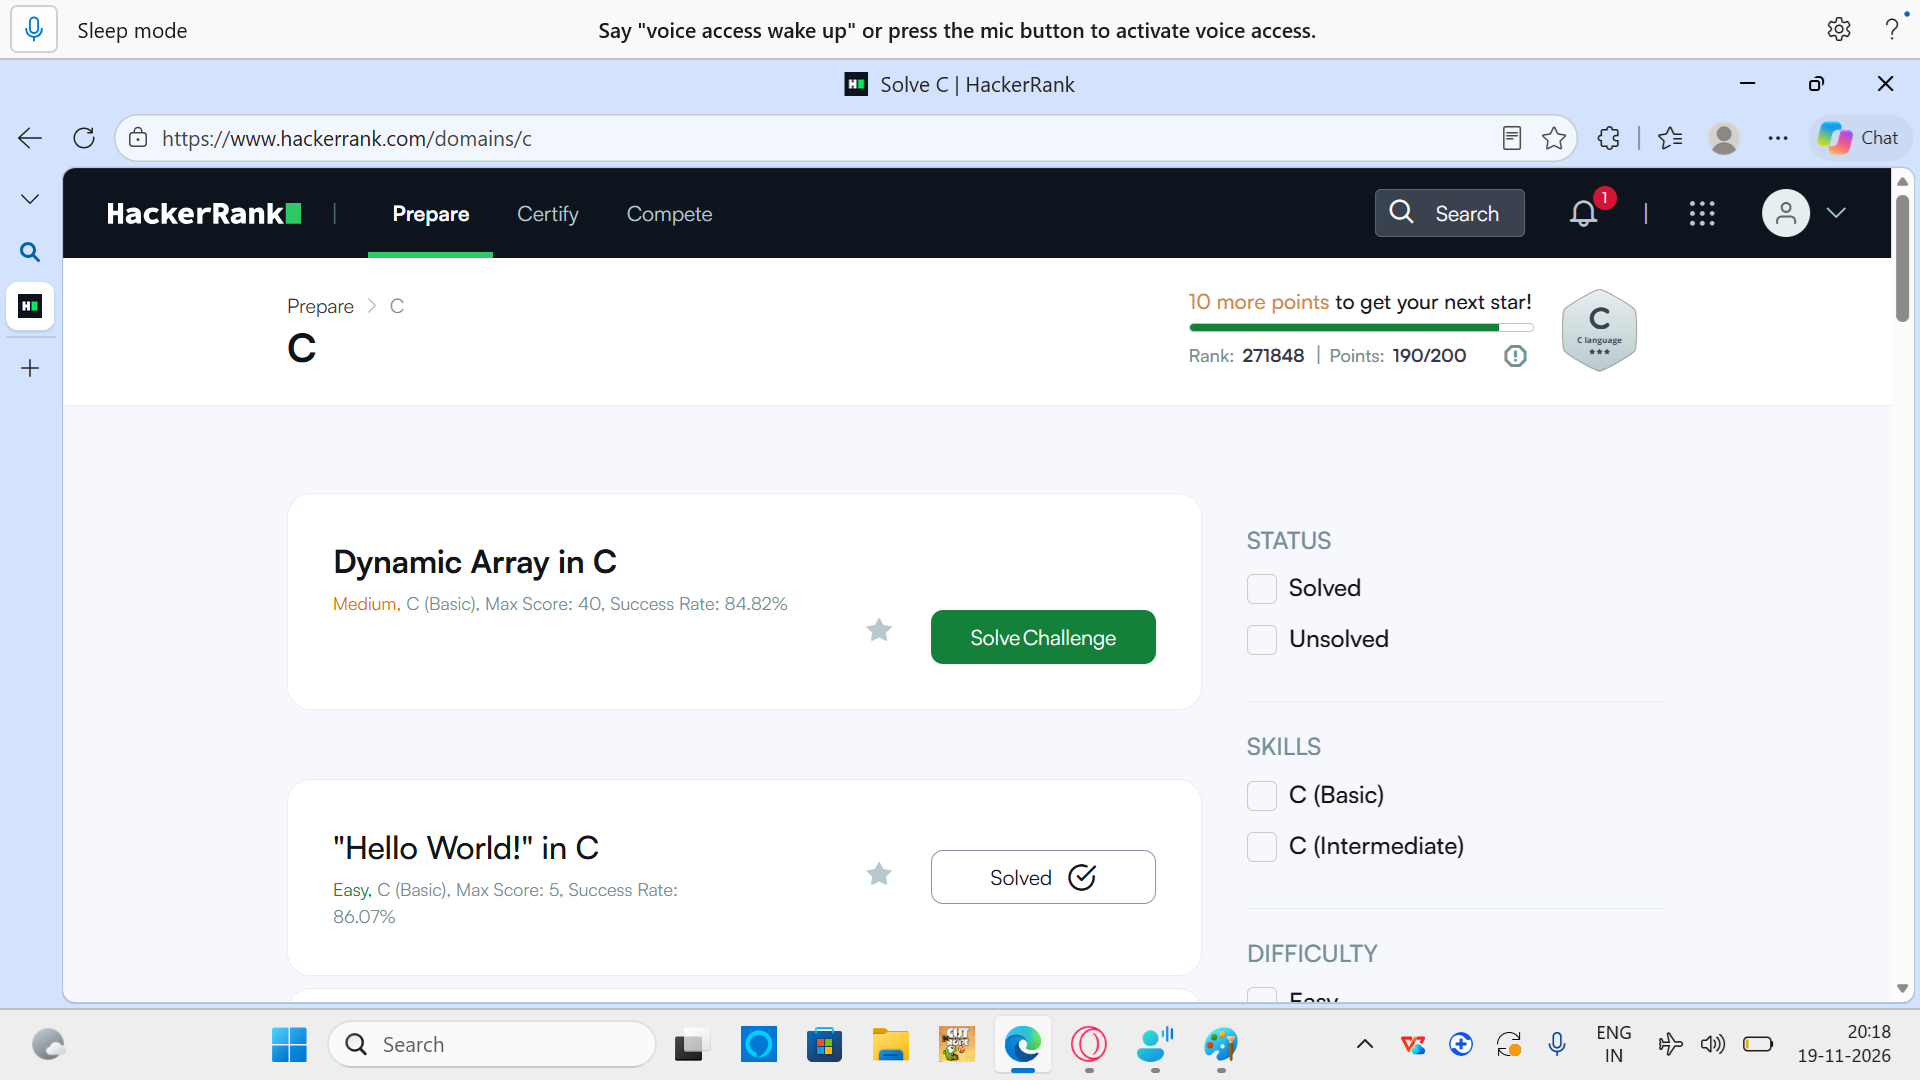 Sleep mode
Say "voice access wake up" or press the mic button to activate voice access.
Solve C | HackerRank
https://www.hackerrank.com/domains/c
Chat
HackerRank
Prepare
Certify
Compete
Search
1
Prepare > C
C
10 more points to get your next star!
Rank: 271848 | Points: 190/200
C
C language
Dynamic Array in C
Medium, C (Basic), Max Score: 40, Success Rate: 84.82%
Solve Challenge
"Hello World!" in C
Easy, C (Basic), Max Score: 5, Success Rate:
86.07%
Solved
STATUS
Solved
Unsolved
SKILLS
C (Basic)
C (Intermediate)
DIFFICULTY
Easy
Search
CUT
ROPE
ENG
IN
20:18
19-11-2026